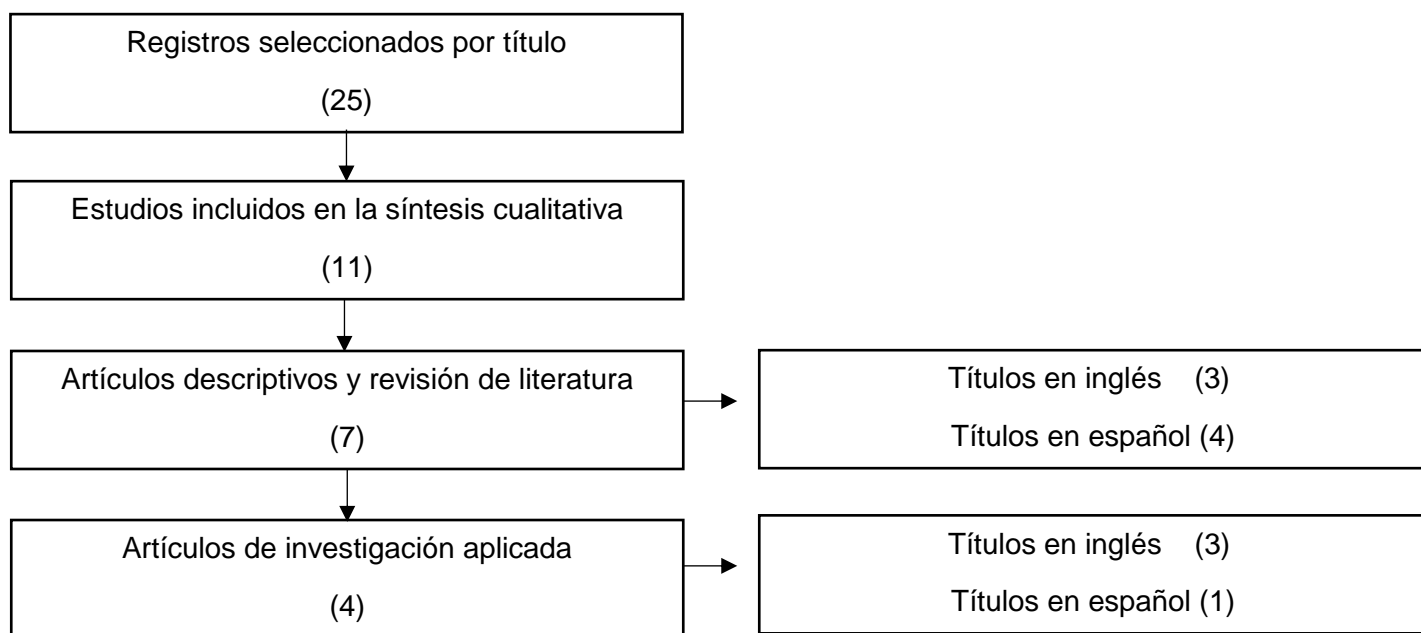 Registros seleccionados por título
(25)
Estudios incluidos en la síntesis cualitativa
(11)
Artículos descriptivos y revisión de literatura
(7)
Títulos en inglés (3)
Títulos en español (4)
Artículos de investigación aplicada
(4)
Títulos en inglés (3)
Títulos en español (1)